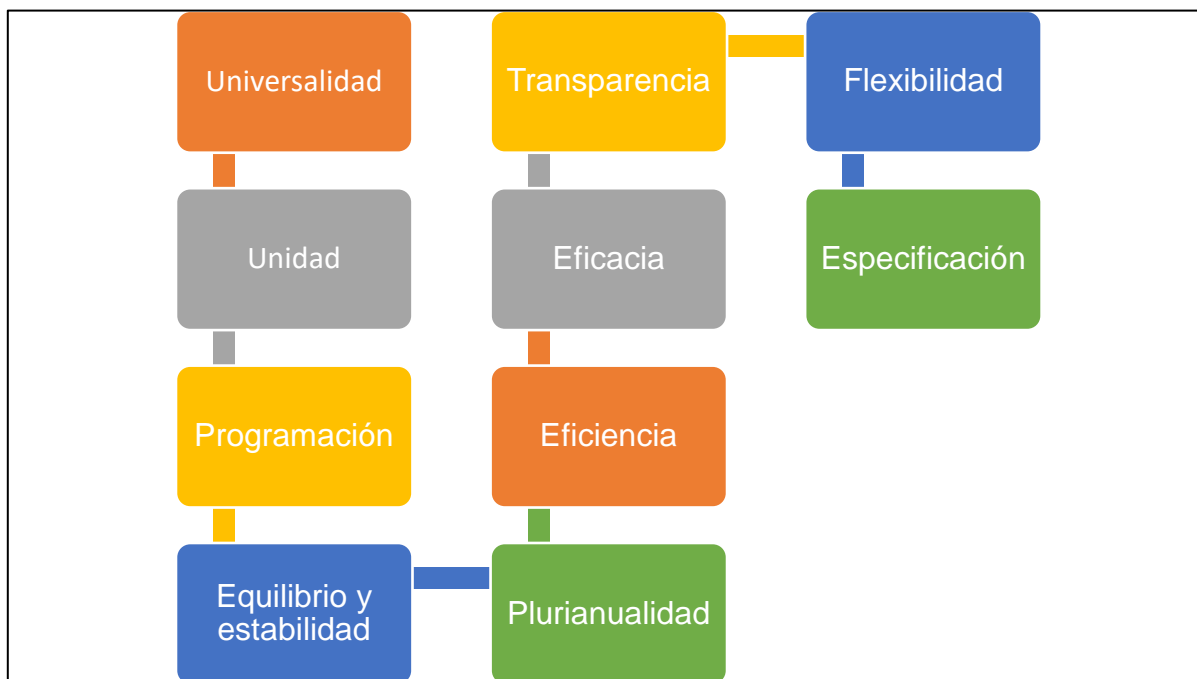 Universalidad
Unidad
Programación
Equilibrio y
estabilidad
Plurianualidad
Eficiencia
Eficacia
Transparencia
Flexibilidad
Especificación